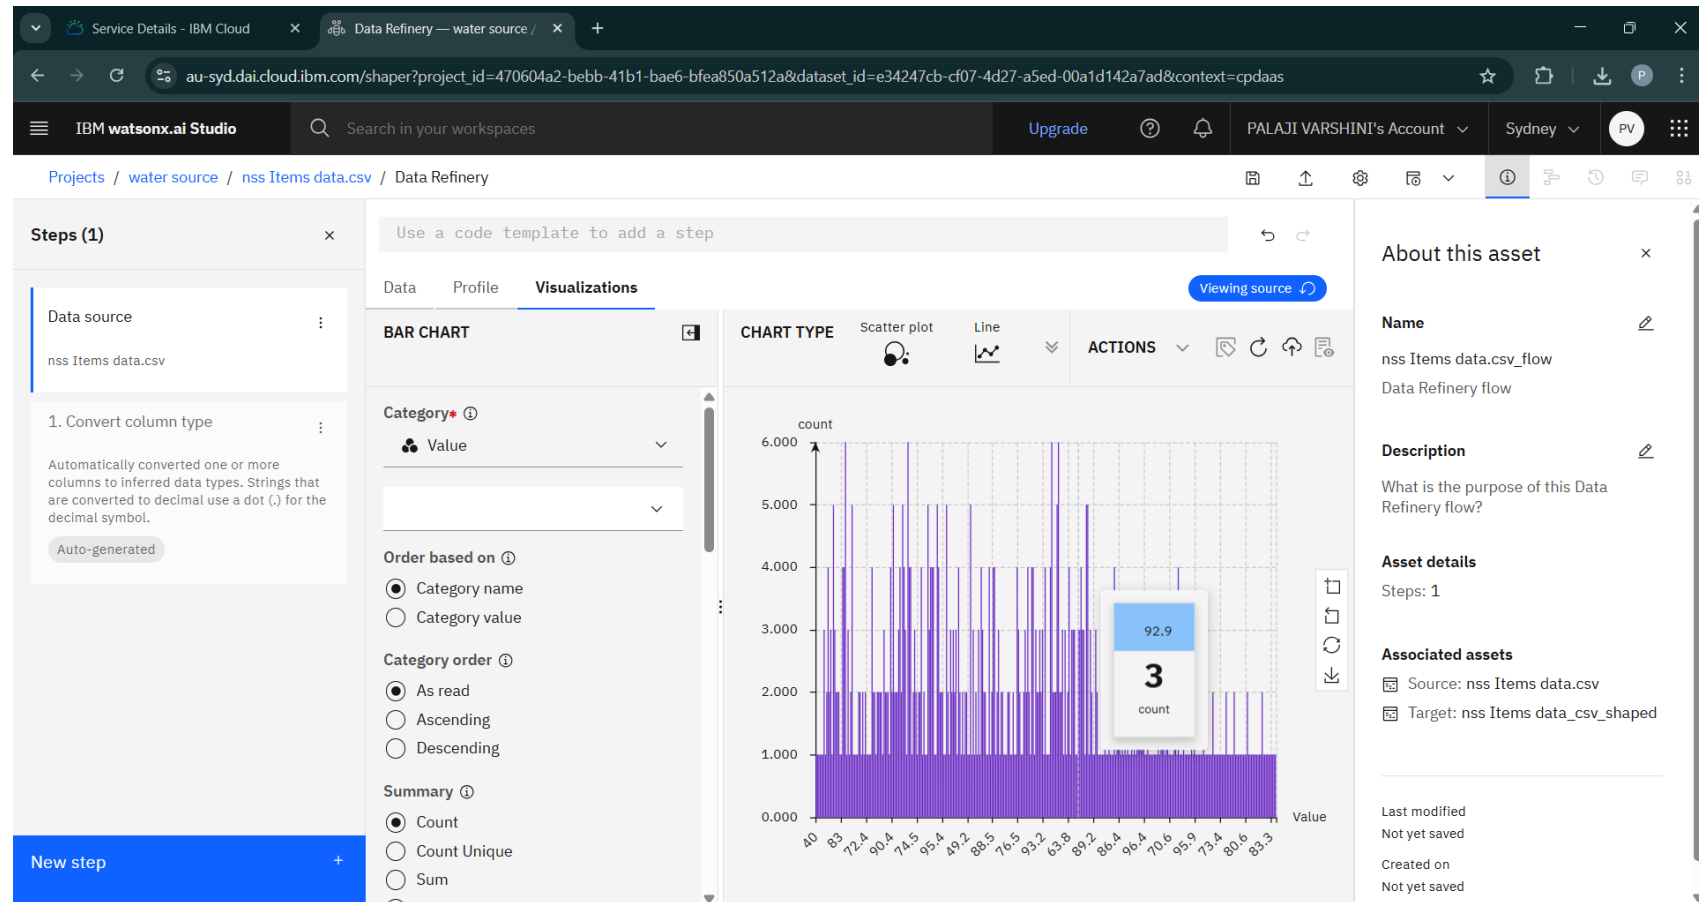 Service Details - IBM Cloud
Data Refinery — water source /
au-syd.dai.cloud.ibm.com/shaper?project_id=470604a2-bebb-41b1-bae6-bfea850a512a&dataset_id=e34247cb-cf07-4d27-a5ed-00a1d142a7ad&context=cpdaas
P
IBM watsonx.ai Studio
Search in your workspaces
Upgrade
PALAJI VARSHINI's Account
Sydney
PV
Projects / water source / nss Items data.csv / Data Refinery
Steps (1)
Data source
nss Items data.csv
1. Convert column type
Automatically converted one or more
columns to inferred data types. Strings that
are converted to decimal use a dot (.) for the
decimal symbol.
Auto-generated
New step +
Use a code template to add a step
Data Profile Visualizations
Viewing source
BAR CHART
Category*
Value
Order based on
Category name
Category value
Category order
As read
Ascending
Descending
Summary
Count
Count Unique
Sum
CHART TYPE
Scatter plot
Line
ACTIONS
count
6.000
5.000
4.000
3.000
2.000
1.000
0.000
92.9
3
count
Value
40 83 72.4 90.4 74.5 95.4 49.2 88.5 76.5 93.2 63.8 89.2 86.4 96.4 70.6 95.9 73.4 80.6 83.3
About this asset
Name
nss Items data.csv_flow
Data Refinery flow
Description
What is the purpose of this Data
Refinery flow?
Asset details
Steps: 1
Associated assets
Source: nss Items data.csv
Target: nss Items data_csv_shaped
Last modified
Not yet saved
Created on
Not yet saved